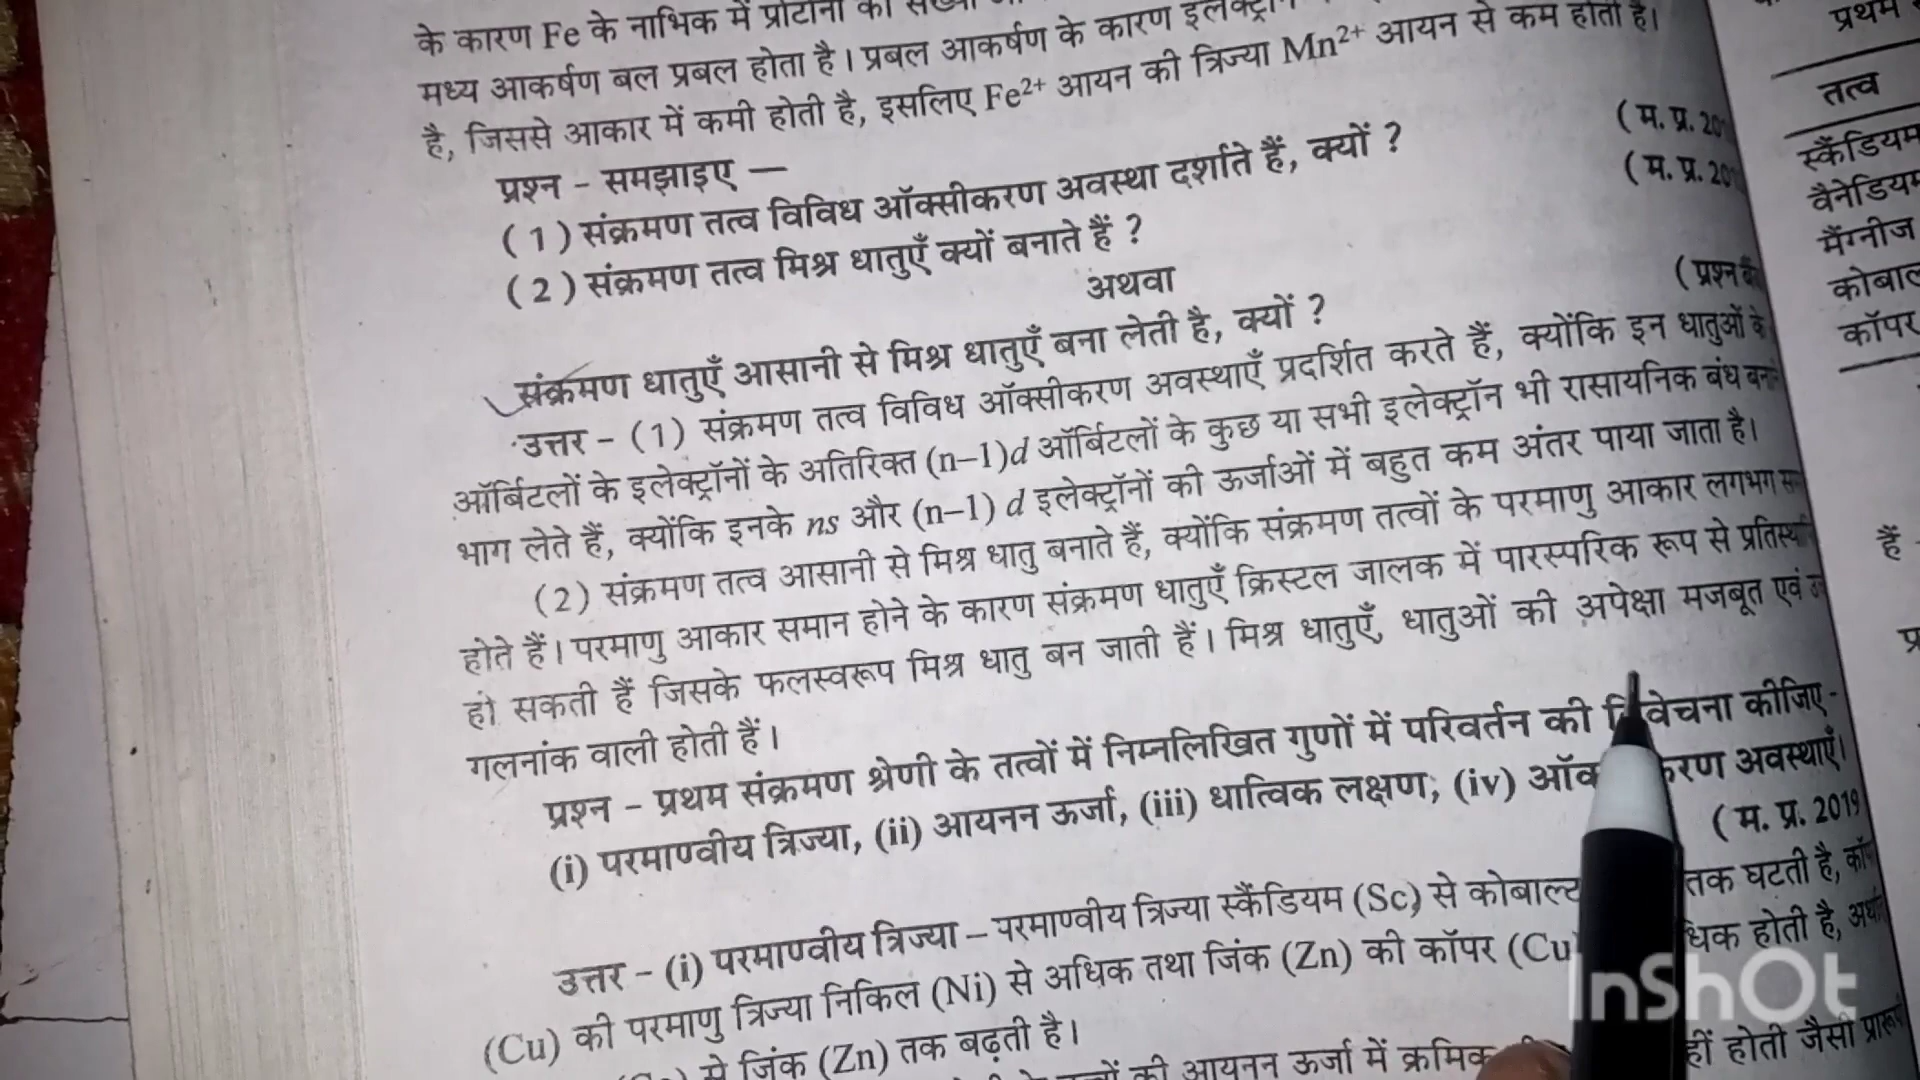 के कारण Fe के नाभिक में प्रोटॉनों की
मध्य आकर्षण बल प्रबल होता है। प्रबल आकर्षण के कारण
है, जिससे आकार में कमी होती है, इसलिए Fe²⁺ आयन की त्रिज्या Mn²⁺ आयन से कम होती है।
प्रश्न – समझाइए —
(1) संक्रमण तत्व विविध ऑक्सीकरण अवस्था दर्शाते हैं, क्यों ? (म. प्र. 20
(2) संक्रमण तत्व मिश्र धातुएँ क्यों बनाते हैं ? (म. प्र. 20
अथवा
संक्रमण धातुएँ आसानी से मिश्र धातुएँ बना लेती है, क्यों ? (प्रश्न
उत्तर – (1) संक्रमण तत्व विविध ऑक्सीकरण अवस्थाएँ प्रदर्शित करते हैं, क्योंकि इन धातुओं के
ऑर्बिटलों के इलेक्ट्रॉनों के अतिरिक्त (n–1)d ऑर्बिटलों के कुछ या सभी इलेक्ट्रॉन भी रासायनिक बंध
भाग लेते हैं, क्योंकि इनके ns और (n–1) d इलेक्ट्रॉनों की ऊर्जाओं में बहुत कम अंतर पाया जाता है।
(2) संक्रमण तत्व आसानी से मिश्र धातु बनाते हैं, क्योंकि संक्रमण तत्वों के परमाणु आकार लगभग
होते हैं। परमाणु आकार समान होने के कारण संक्रमण धातुएँ क्रिस्टल जालक में पारस्परिक रूप से
हो सकती हैं जिसके फलस्वरूप मिश्र धातु बन जाती हैं। मिश्र धातुएँ, धातुओं की अपेक्षा मजबूत एवं
गलनांक वाली होती हैं।
प्रश्न – प्रथम संक्रमण श्रेणी के तत्वों में निम्नलिखित गुणों में परिवर्तन की विवेचना कीजिए -
(i) परमाण्वीय त्रिज्या, (ii) आयनन ऊर्जा, (iii) धात्विक लक्षण; (iv) अवस्थाएँ।
(म. प्र. 2019
उत्तर – (i) परमाण्वीय त्रिज्या – परमाण्वीय त्रिज्या स्कैंडियम (Sc) से कोबाल्ट तक घटती है,
(Cu) की परमाणु त्रिज्या निकिल (Ni) से अधिक तथा जिंक (Zn) की कॉपर (Cu होती है,
से जिंक (Zn) तक बढ़ती है।
की आयनन ऊर्जा में होती जैसी
प्रथम
तत्व
स्कैंडियम
वैनेडियम
मैंग्नीज
कोबाल
कॉपर
हैं
InShOt